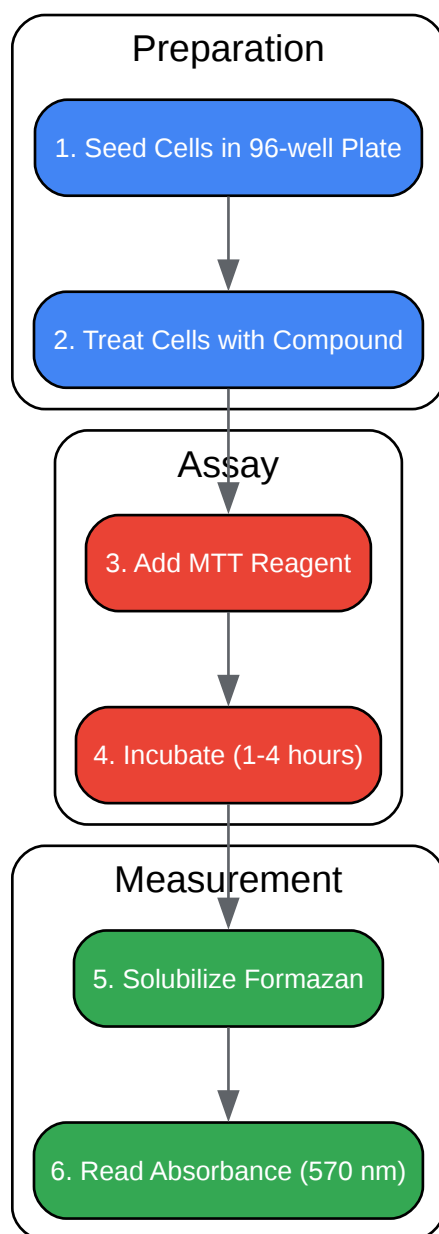 Preparation
1. Seed Cells in 96-well Plate
2. Treat Cells with Compound
Assay
3. Add MTT Reagent
4. Incubate (1-4 hours)
Measurement
5. Solubilize Formazan
6. Read Absorbance (570 nm)